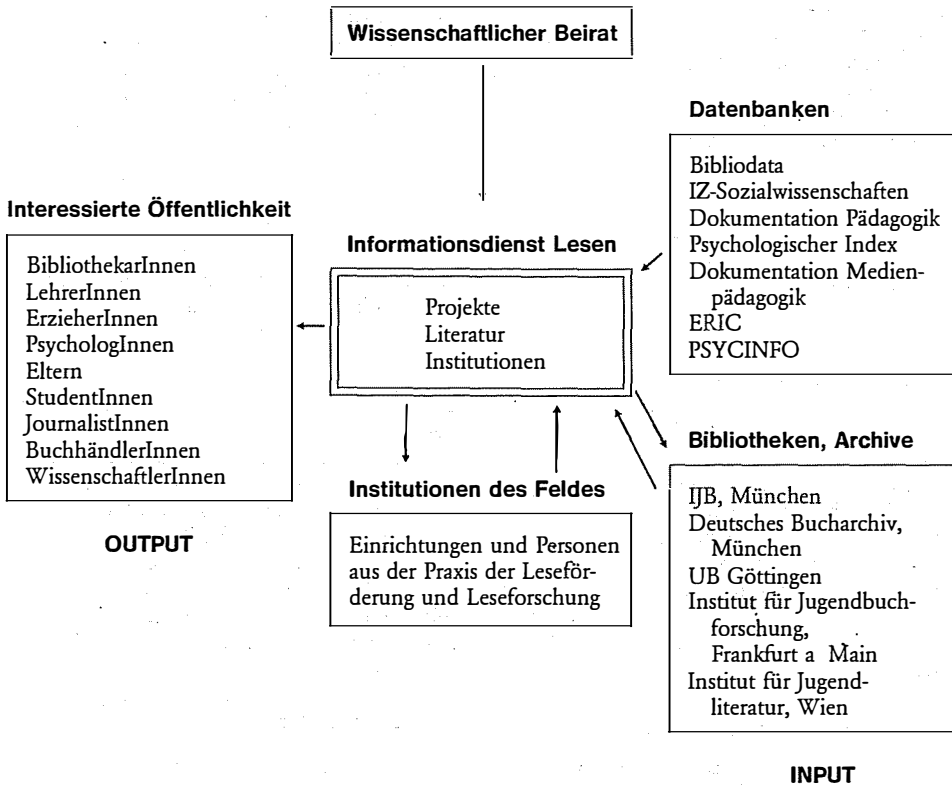 Wissenschaftlicher Beirat
Datenbanken
Bibliodata
IZ-Sozialwissenschaften
Dokumentation Pädagogik
Psychologischer Index
Dokumentation Medien-
pädagogik
ERIC
PSYCINFO
Interessierte Öffentlichkeit
BibliothekarInnen
LehrerInnen
ErzieherInnen
PsychologInnen
Eltern
StudentInnen
JournalistInnen
BuchhändlerInnen
WissenschaftlerInnen
OUTPUT
Informationsdienst Lesen
Projekte
Literatur
Institutionen
Institutionen des Feldes
Einrichtungen und Personen
aus der Praxis der Leseför-
derung und Leseforschung
Bibliotheken, Archive
IJB, München
Deutsches Bucharchiv,
München
UB Göttingen
Institut für Jugendbuch-
forschung,
Frankfurt a Main
Institut für Jugend-
literatur, Wien
INPUT